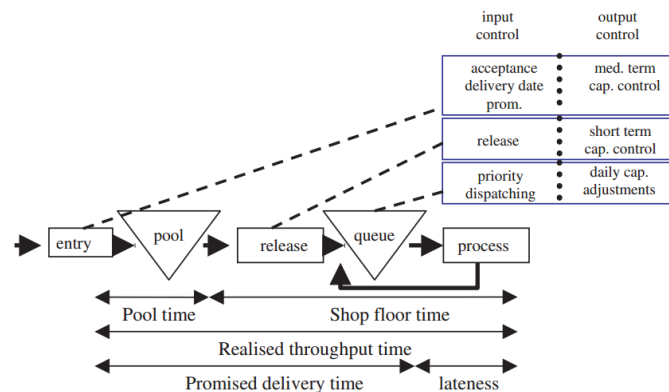 input control
output control
acceptance
delivery date
prom.
med. term
cap. control
release
short term
cap. control
priority
dispatching
daily cap.
adjustments
entry
pool
release
queue
process
Pool time
Shop floor time
Realised throughput time
Promised delivery time
lateness